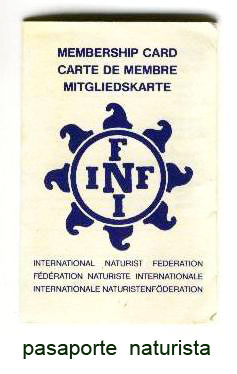 MEMBERSHIP CARD
CARTE DE MEMBRE
MITGLIEDSKARTE
F
INF
I
INTERNATIONAL NATURIST FEDERATION
FÉDÉRATION NATURISTE INTERNATIONALE
INTERNATIONALE NATURISTENFÖDERATION
pasaporte naturista